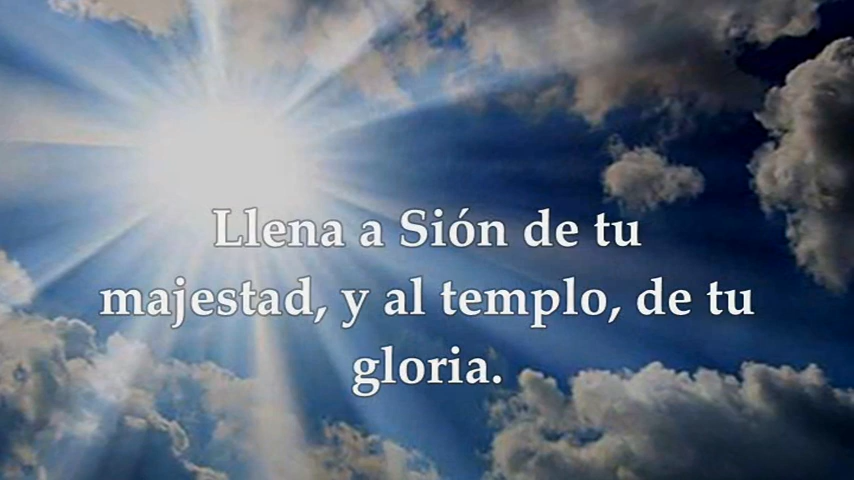 Llena a Sión de tu
majestad, y al templo, de tu
gloria.